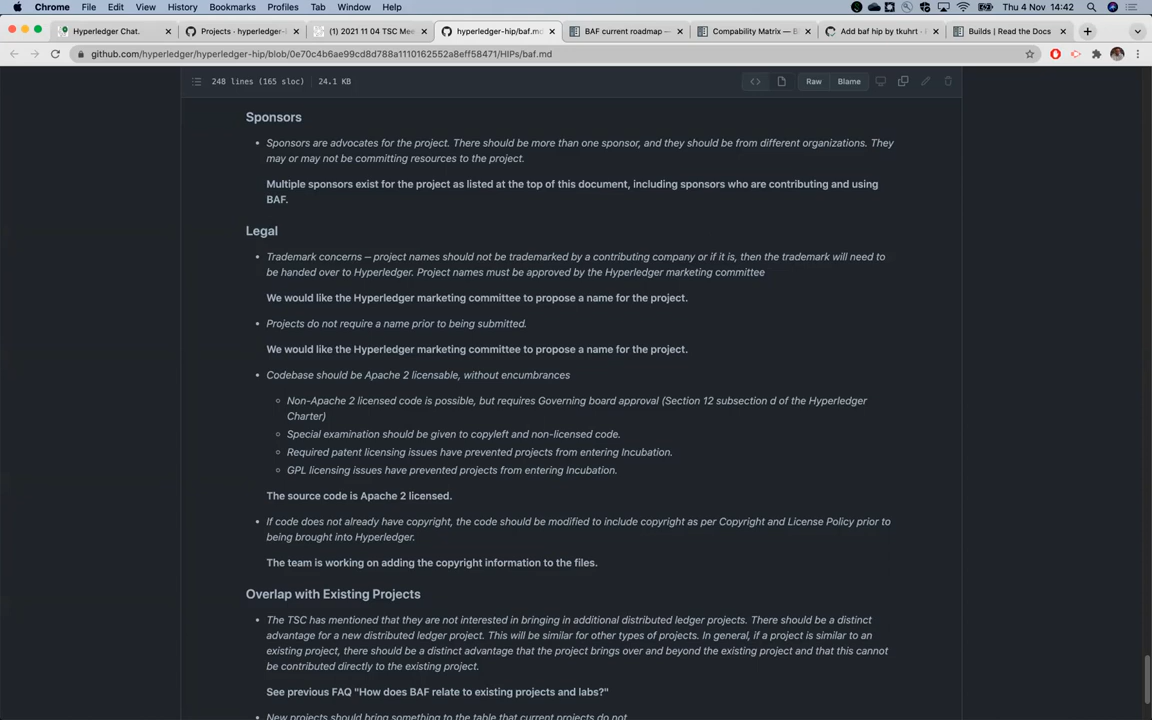 Chrome File Edit View History Bookmarks Profiles Tab Window Help Thu 4 Nov 14:42
Hyperledger Chat. Projects · hyperledger-i (1) 2021 11 04 TSC Mee hyperledger-hip/baf.md BAF current roadmap — Compability Matrix — B Add baf hip by tkuhrt · Builds | Read the Docs
github.com/hyperledger/hyperledger-hip/blob/0e70c4b6ae99cd8d788a1110162552a8eff58471/HIPs/baf.md
248 lines (165 sloc) 24.1 KB Raw Blame
Sponsors
• Sponsors are advocates for the project. There should be more than one sponsor, and they should be from different organizations. They
may or may not be committing resources to the project.
Multiple sponsors exist for the project as listed at the top of this document, including sponsors who are contributing and using
BAF.
Legal
• Trademark concerns – project names should not be trademarked by a contributing company or if it is, then the trademark will need to
be handed over to Hyperledger. Project names must be approved by the Hyperledger marketing committee
We would like the Hyperledger marketing committee to propose a name for the project.
• Projects do not require a name prior to being submitted.
We would like the Hyperledger marketing committee to propose a name for the project.
• Codebase should be Apache 2 licensable, without encumbrances
◦ Non-Apache 2 licensed code is possible, but requires Governing board approval (Section 12 subsection d of the Hyperledger
Charter)
◦ Special examination should be given to copyleft and non-licensed code.
◦ Required patent licensing issues have prevented projects from entering Incubation.
◦ GPL licensing issues have prevented projects from entering Incubation.
The source code is Apache 2 licensed.
• If code does not already have copyright, the code should be modified to include copyright as per Copyright and License Policy prior to
being brought into Hyperledger.
The team is working on adding the copyright information to the files.
Overlap with Existing Projects
• The TSC has mentioned that they are not interested in bringing in additional distributed ledger projects. There should be a distinct
advantage for a new distributed ledger project. This will be similar for other types of projects. In general, if a project is similar to an
existing project, there should be a distinct advantage that the project brings over and beyond the existing project and that this cannot
be contributed directly to the existing project.
See previous FAQ "How does BAF relate to existing projects and labs?"
• New projects should bring something to the table that current projects do not